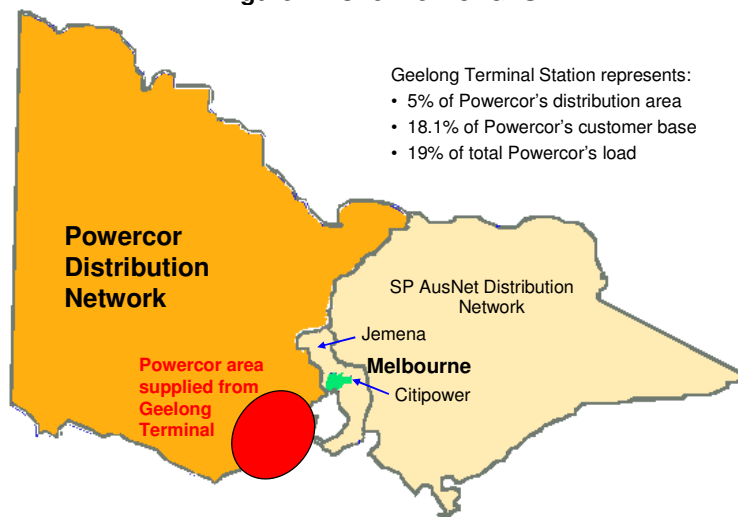 Geelong Terminal Station represents:
• 5% of Powercor's distribution area
• 18.1% of Powercor's customer base
• 19% of total Powercor's load
Powercor
Distribution
Network
SP AusNet Distribution
Network
Jemena
Melbourne
Citipower
Powercor area
supplied from
Geelong
Terminal